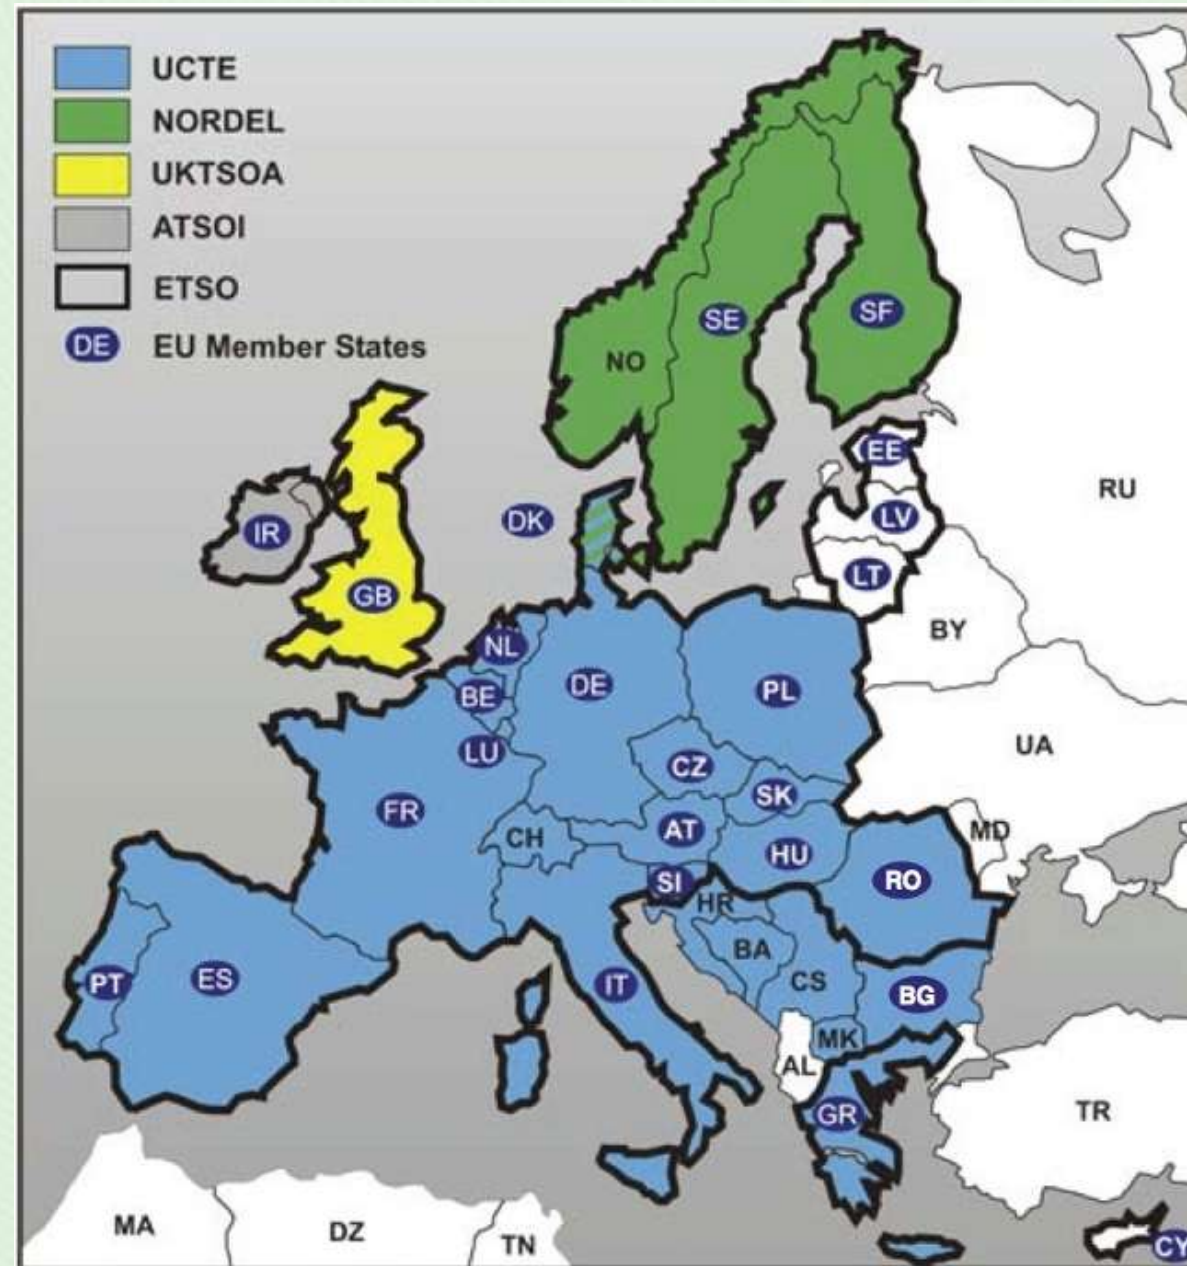 UCTE
NORDEL
UKTSOA
ATSOI
ETSO
DE EU Member States
SE
SF
NO
EE
RU
DK
LV
IR
LT
GB
BY
NL
DE
PL
BE
UA
LU
CZ
SK
FR
AT
MD
CH
HU
SI
RO
HR
BA
PT
ES
IT
CS
BG
MK
AL
GR
TR
MA
DZ
TN
CY